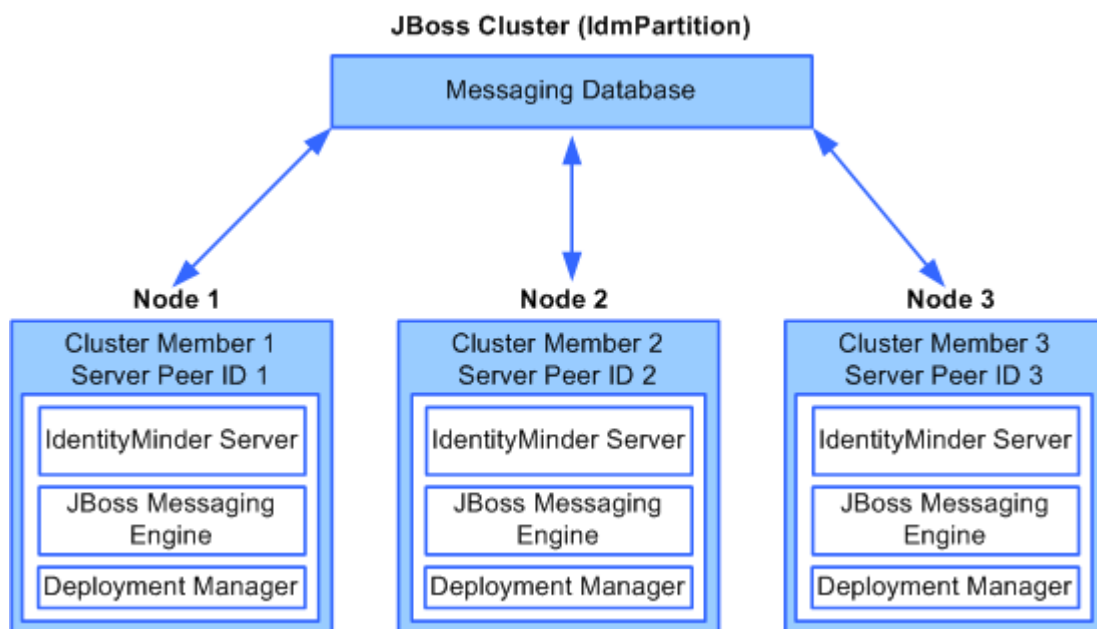 JBoss Cluster (IdmPartition)
Messaging Database
Node 1
Cluster Member 1
Server Peer ID 1
IdentityMinder Server
JBoss Messaging
Engine
Deployment Manager
Node 2
Cluster Member 2
Server Peer ID 2
IdentityMinder Server
JBoss Messaging
Engine
Deployment Manager
Node 3
Cluster Member 3
Server Peer ID 3
IdentityMinder Server
JBoss Messaging
Engine
Deployment Manager